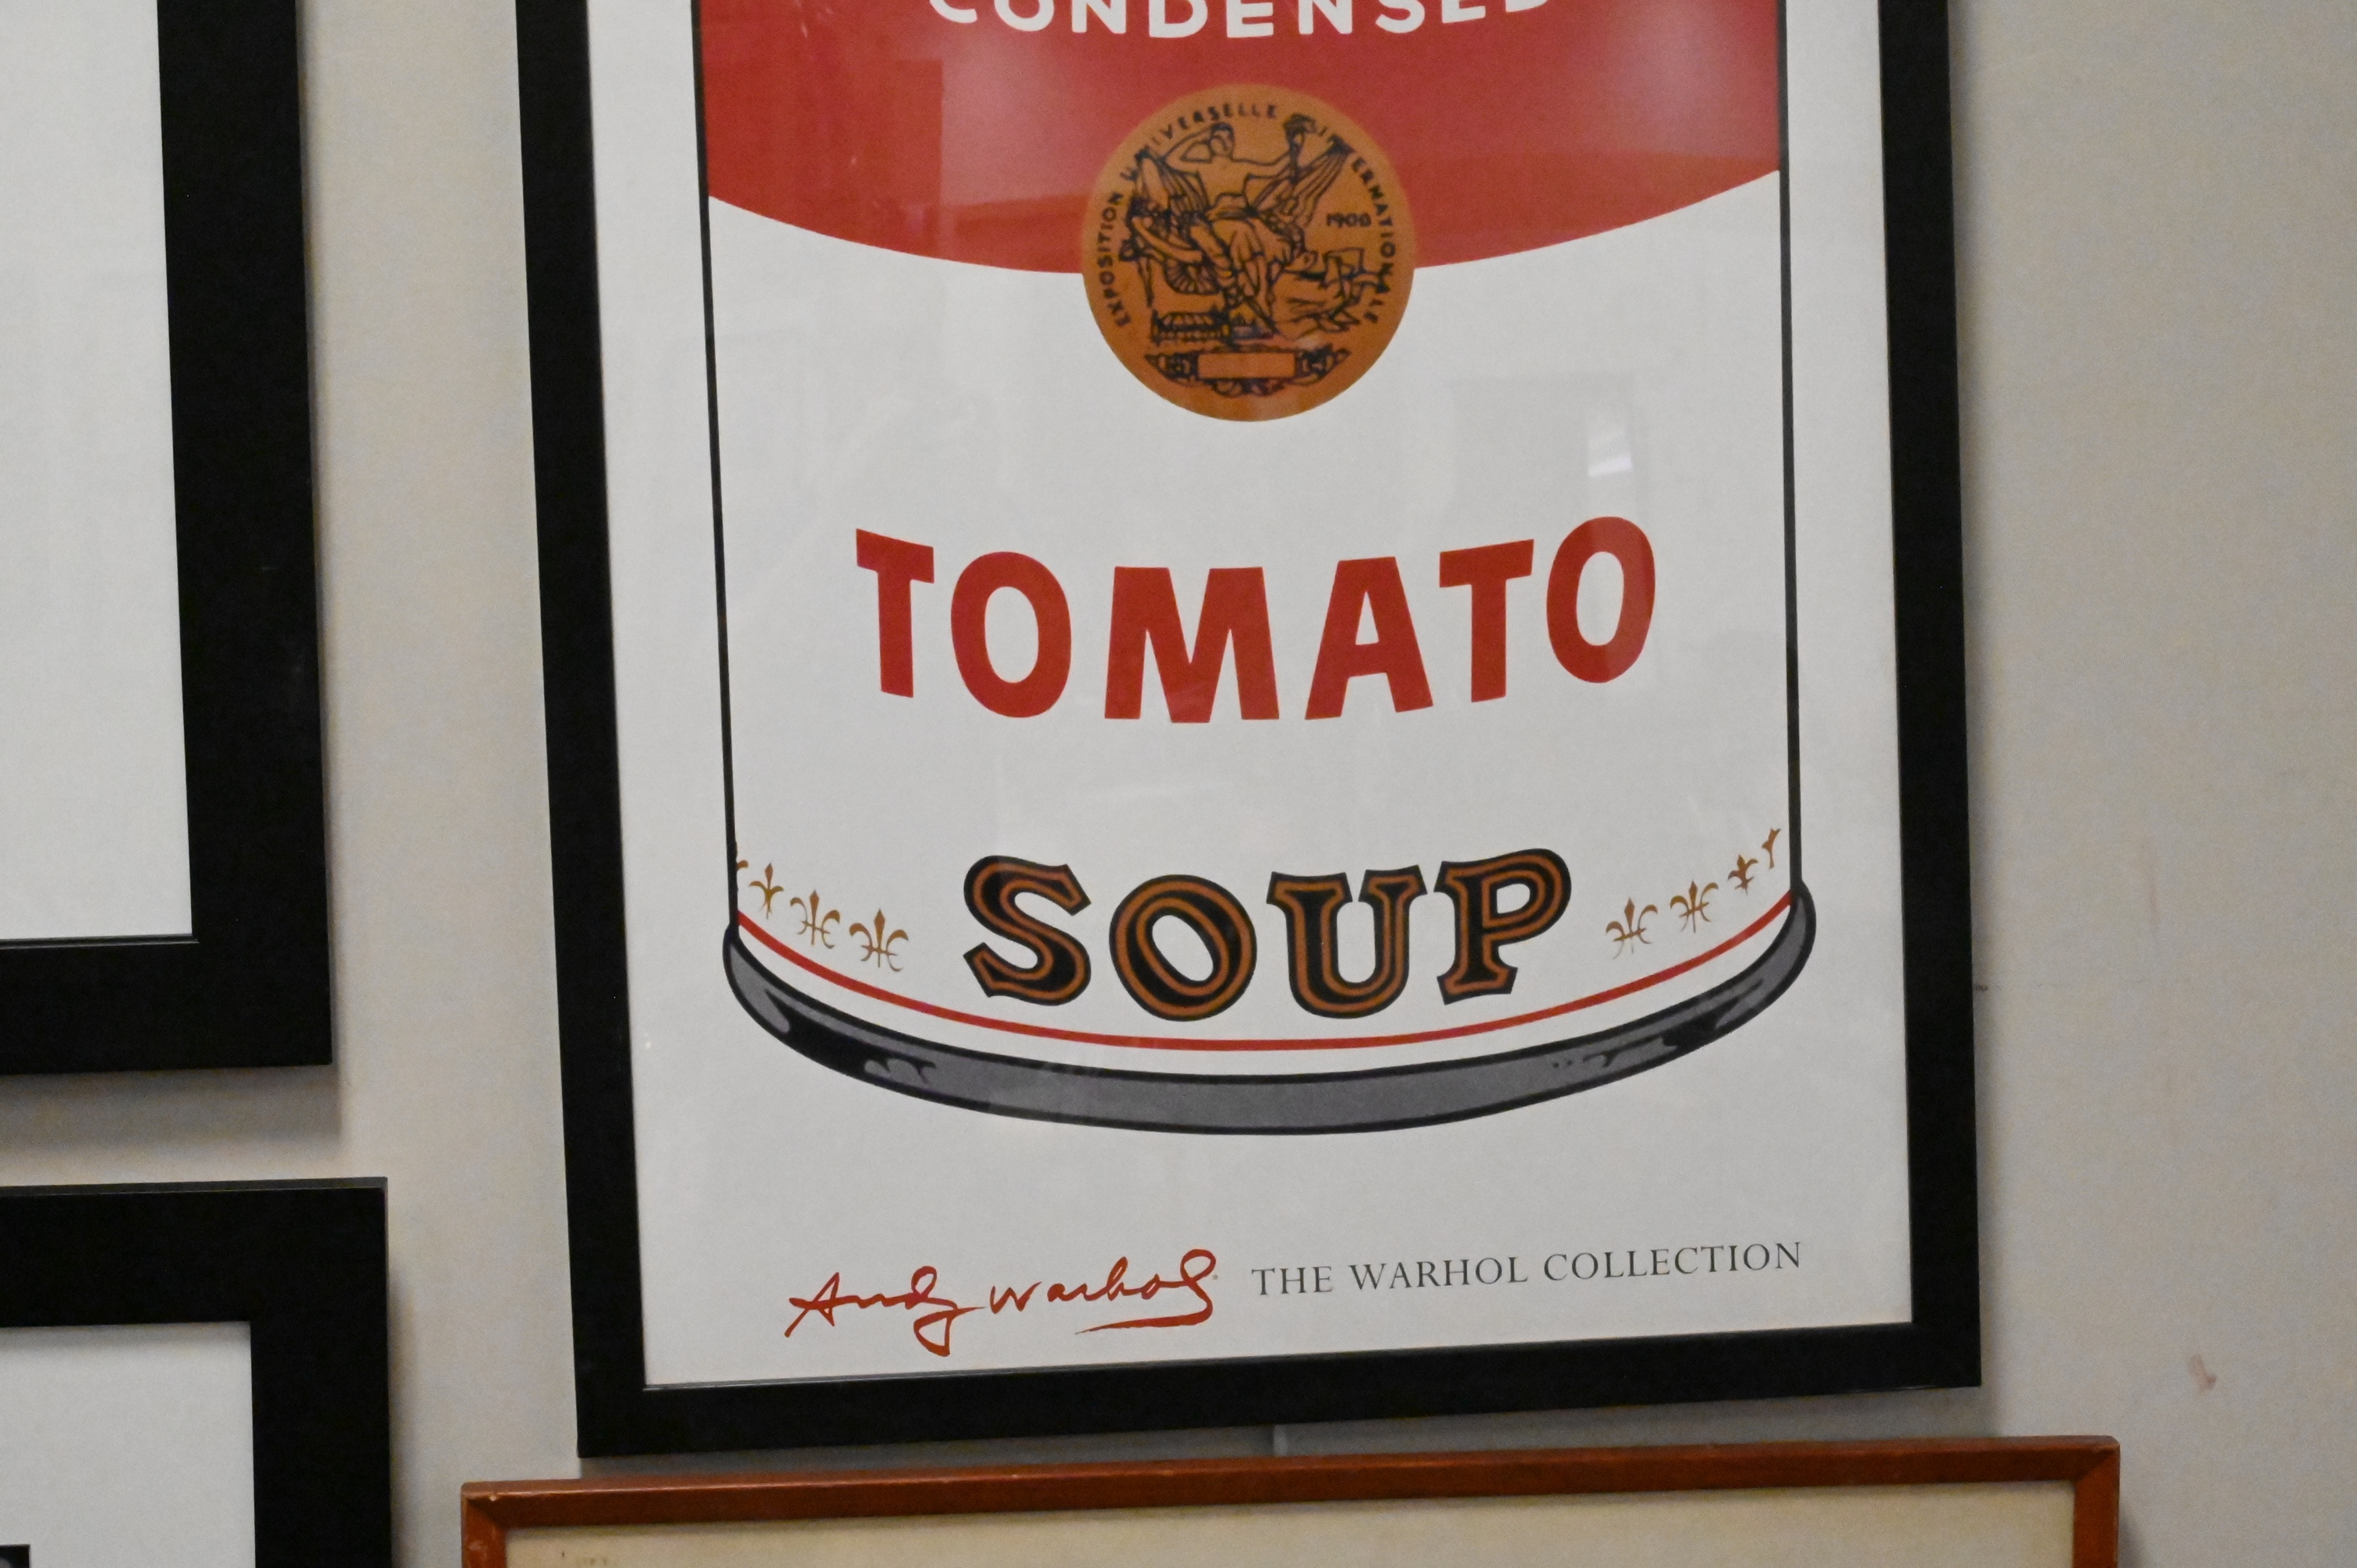 CONDENSED
EXPOSITION UNIVERSELLE INTERNATIONALE
1900
TOMATO
SOUP
Andy Warhol THE WARHOL COLLECTION